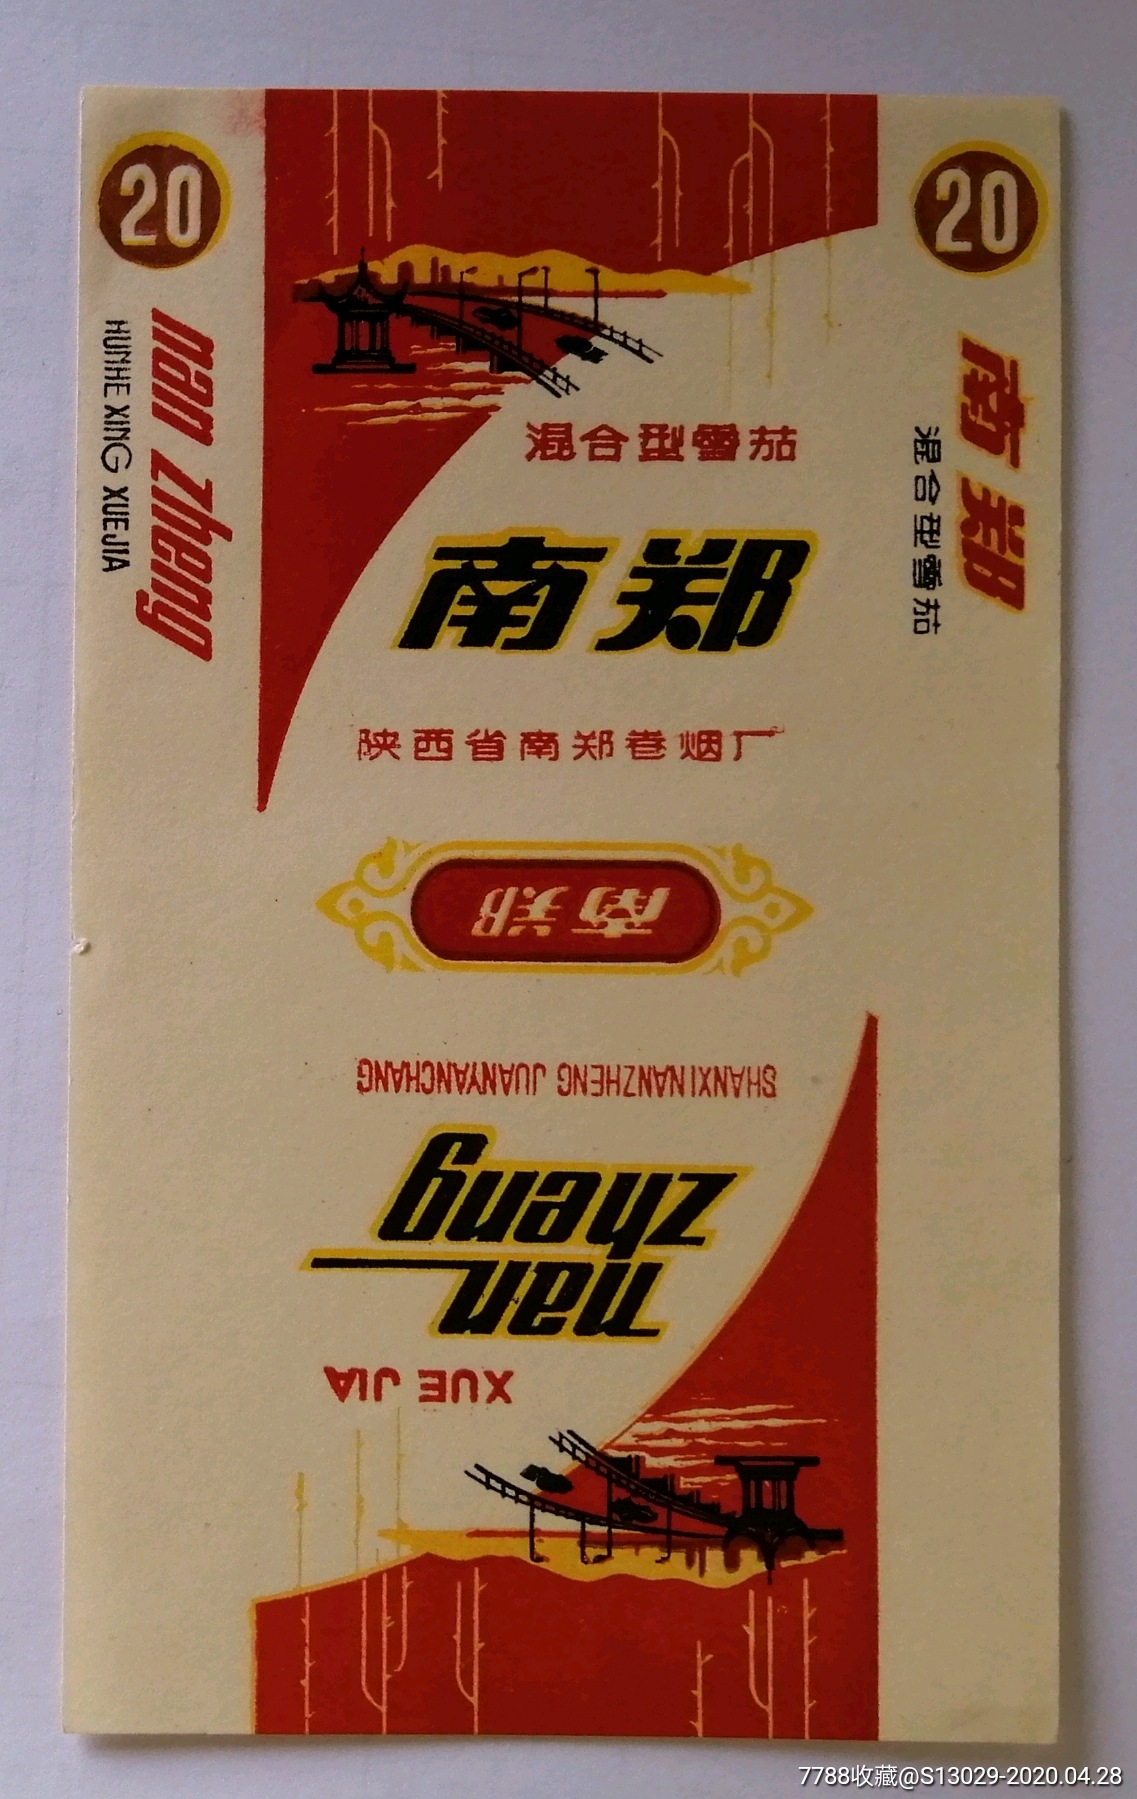 20
20
nan zheng
HUNHE XING XUEJIA
南郑
混合型雪茄
混合型雪茄
南郑
陕西省南郑卷烟厂
南郑
SHANXINANZHENG JUANYANCHANG
nan
zheng
XUE JIA
7788收藏@S13029-2020.04.28